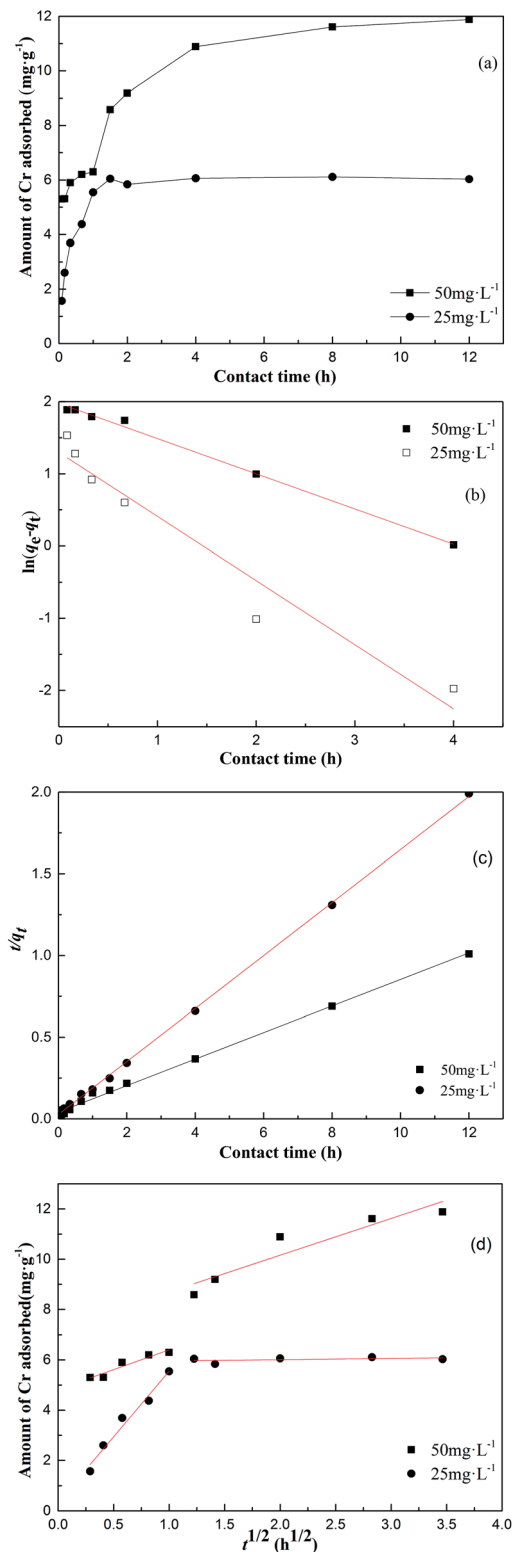 12
10
8
6
4
2
0
0 2 4 6 8 10 12
Amount of Cr adsorbed (mg·g⁻¹)
Contact time (h)
(a)
50mg·L⁻¹
25mg·L⁻¹
2
1
0
-1
-2
0 2 4
ln(qe-qt)
Contact time (h)
50mg·L⁻¹
25mg·L⁻¹
(b)
2.0
1.5
1.0
0.5
0.0
0 2 4 6 8 10 12
t/qt
Contact time (h)
(c)
50mg·L⁻¹
25mg·L⁻¹
12
10
8
6
4
2
0
0.0 0.5 1.0 1.5 2.0 2.5 3.0 3.5 4.0
Amount of Cr adsorbed(mg·g⁻¹)
t^1/2 (h^1/2)
(d)
50mg·L⁻¹
25mg·L⁻¹